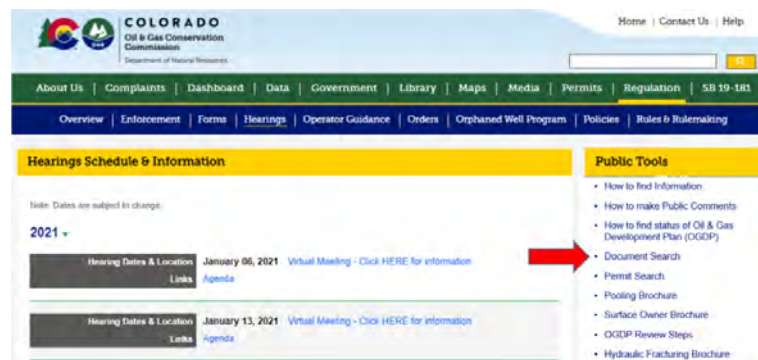 COLORADO
Oil & Gas Conservation
Commission
Department of Natural Resources
Home | Contact Us | Help
About Us | Complaints | Dashboard | Data | Government | Library | Maps | Media | Permits | Regulation | SB 19-181
Overview | Enforcement | Forms | Hearings | Operator Guidance | Orders | Orphaned Well Program | Policies | Rules & Rulemaking
Hearings Schedule & Information
Note: Dates are subject to change.
2021
Hearing Dates & Location January 06, 2021 Virtual Meeting - Click HERE for information
Links Agenda
Hearing Dates & Location January 13, 2021 Virtual Meeting - Click HERE for information
Links Agenda
Public Tools
• How to find Information
• How to make Public Comments
• How to find status of Oil & Gas
Development Plan (OGDP)
• Document Search
• Permit Search
• Pooling Brochure
• Surface Owner Brochure
• OGDP Review Steps
• Hydraulic Fracturing Brochure